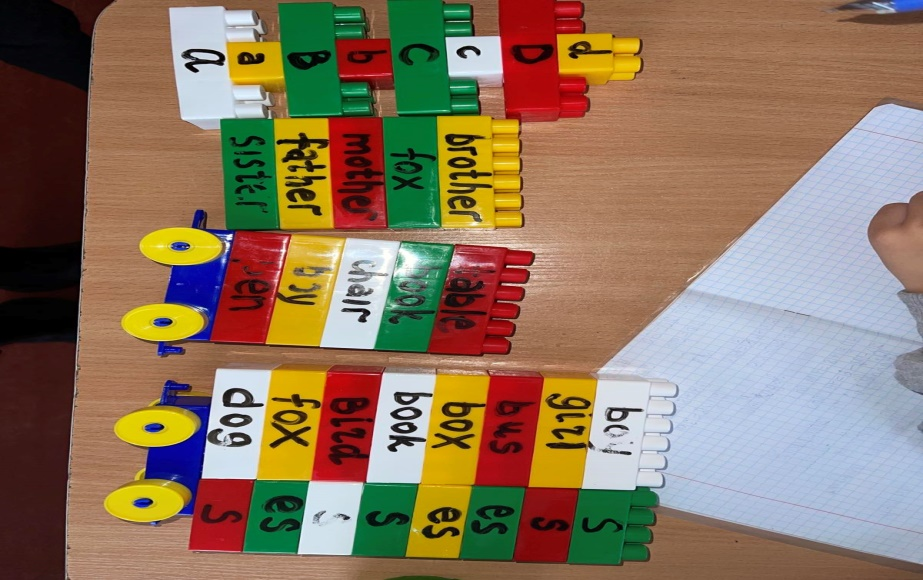 d
D
c
C
b
B
a
a
brother
fox
mother
father
sister
table
book
chair
boy
boy s
girl s
bus es
box es
book s
Bird
fox es
dog s